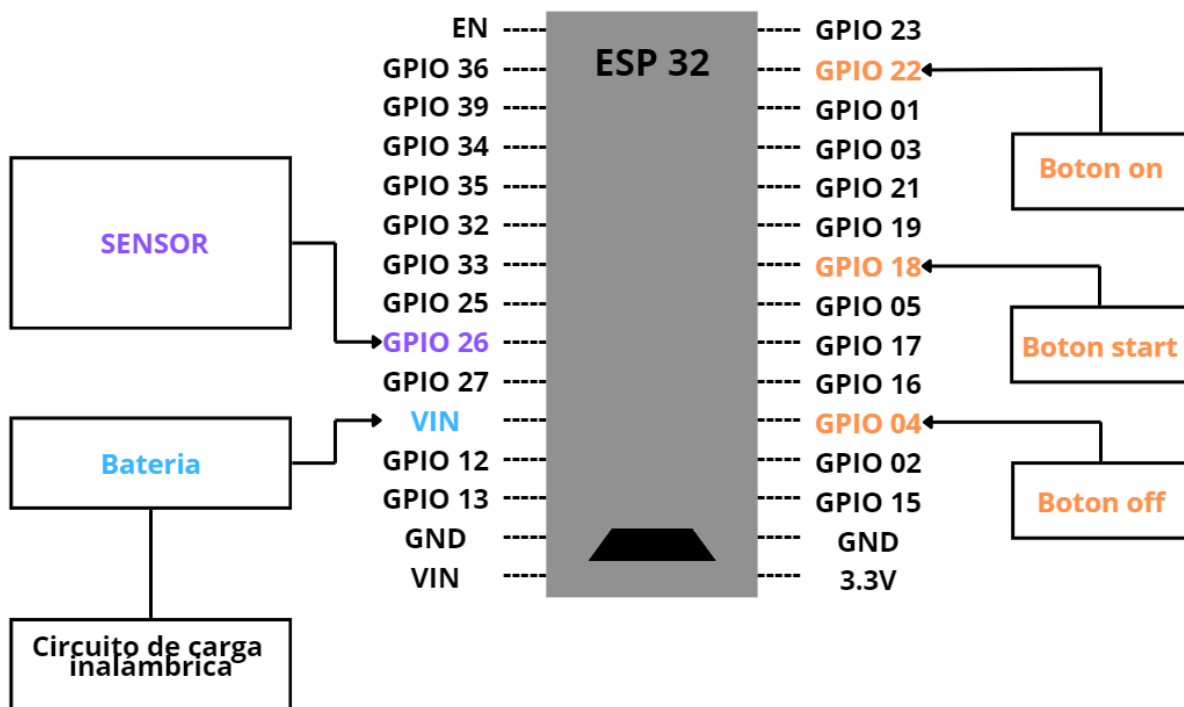 EN
GPIO 36
GPIO 39
GPIO 34
GPIO 35
GPIO 32
GPIO 33
GPIO 25
GPIO 26
GPIO 27
VIN
GPIO 12
GPIO 13
GND
VIN
SENSOR
Bateria
Circuito de carga
inalámbrica
ESP 32
GPIO 23
GPIO 22
GPIO 01
GPIO 03
GPIO 21
GPIO 19
GPIO 18
GPIO 05
GPIO 17
GPIO 16
GPIO 04
GPIO 02
GPIO 15
GND
3.3V
Boton on
Boton start
Boton off